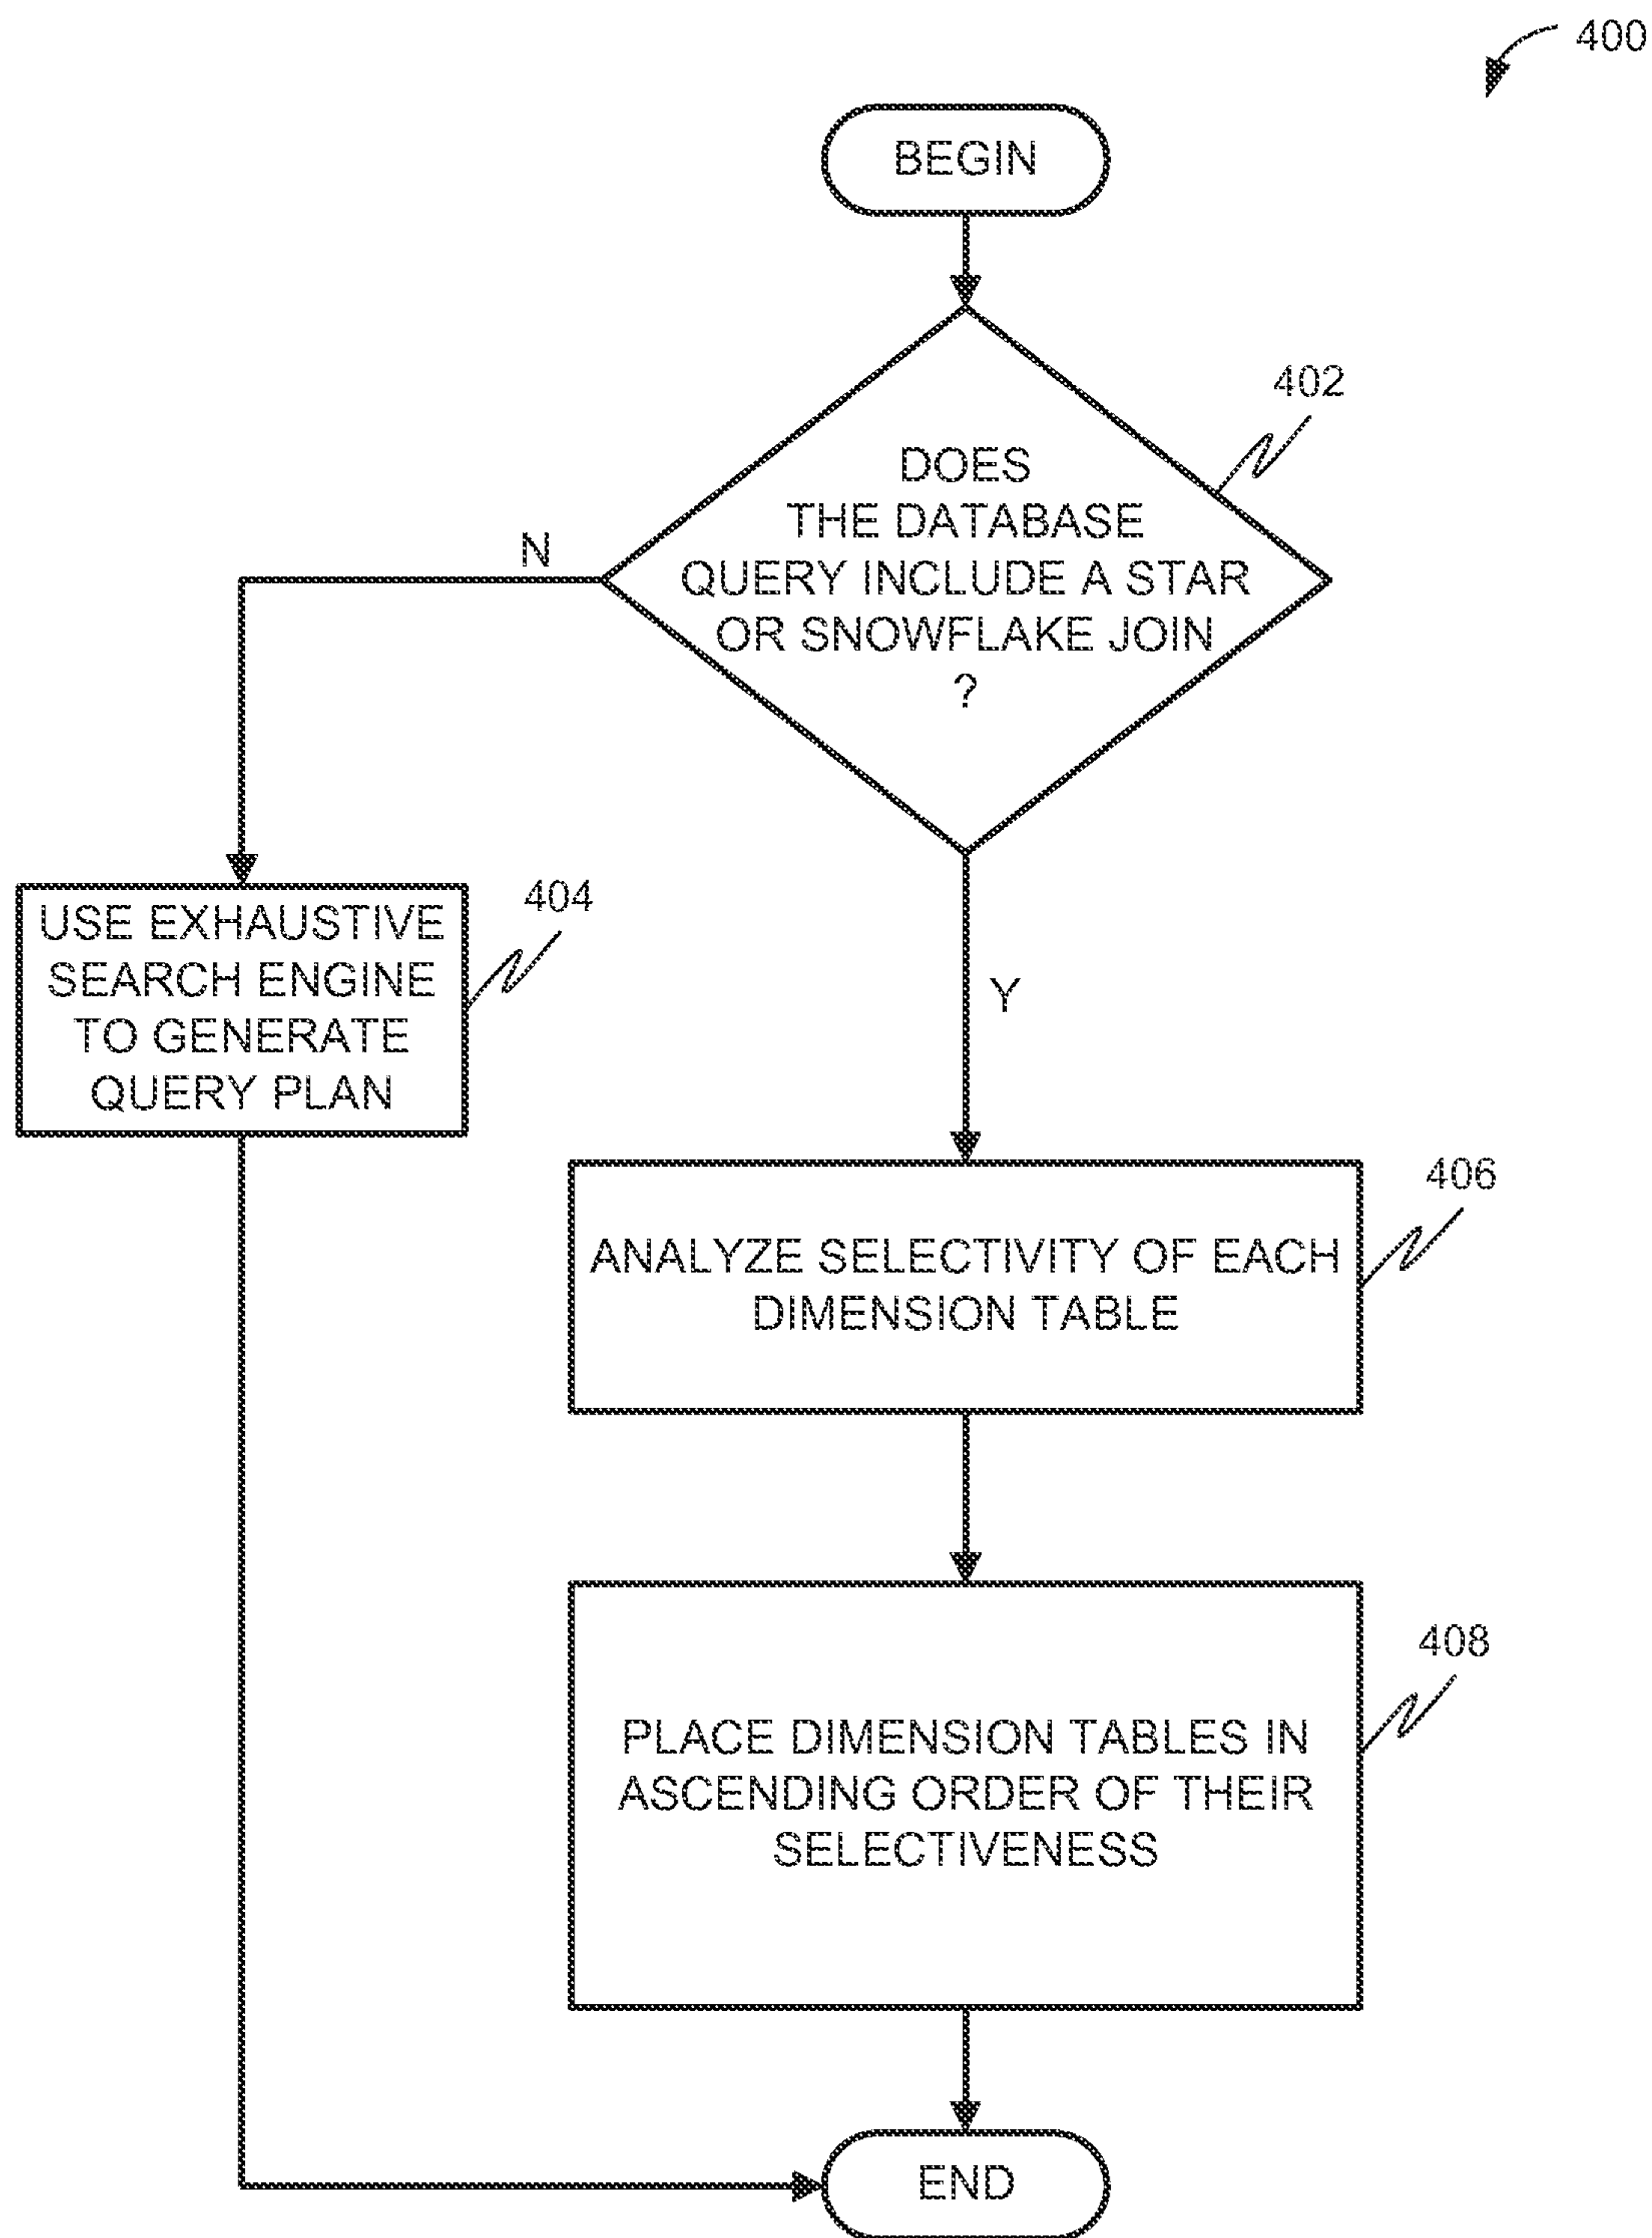 400
BEGIN
402
DOES
THE DATABASE
QUERY INCLUDE A STAR
OR SNOWFLAKE JOIN
?
N
404
USE EXHAUSTIVE
SEARCH ENGINE
TO GENERATE
QUERY PLAN
Y
406
ANALYZE SELECTIVITY OF EACH
DIMENSION TABLE
408
PLACE DIMENSION TABLES IN
ASCENDING ORDER OF THEIR
SELECTIVENESS
END